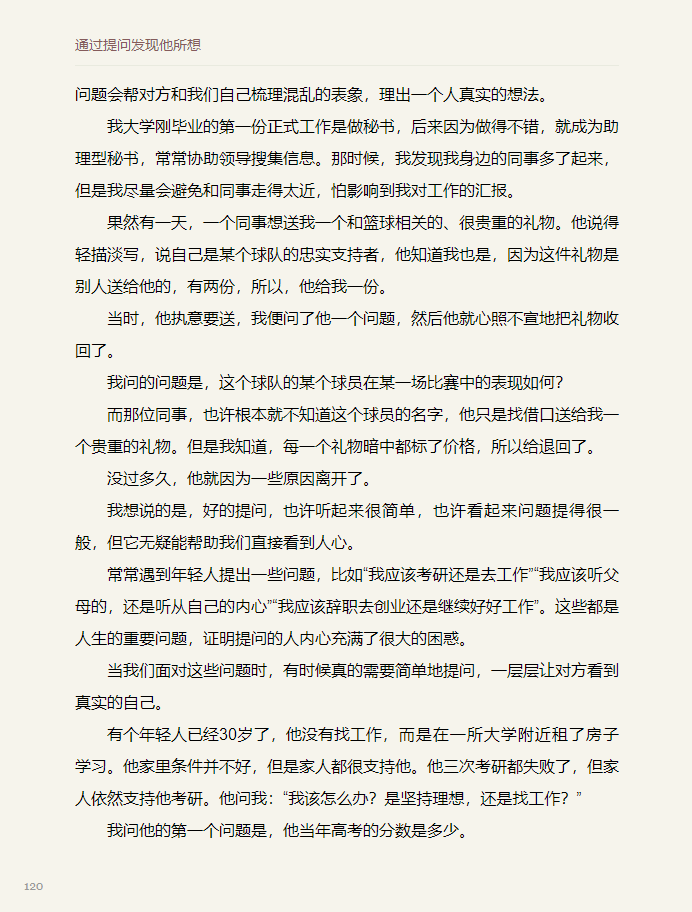 通过提问发现他所想
问题会帮对方和我们自己梳理混乱的表象，理出一个人真实的想法。
我大学刚毕业的第一份正式工作是做秘书，后来因为做得不错，就成为助
理型秘书，常常协助领导搜集信息。那时候，我发现我身边的同事多了起来，
但是我尽量会避免和同事走得太近，怕影响到我对工作的汇报。
果然有一天，一个同事想送我一个和篮球相关的、很贵重的礼物。他说得
轻描淡写，说自己是某个球队的忠实支持者，他知道我也是，因为这件礼物是
别人送给他的，有两份，所以，他给我一份。
当时，他执意要送，我便问了他一个问题，然后他就心照不宣地把礼物收
回了。
我问的问题是，这个球队的某个球员在某一场比赛中的表现如何？
而那位同事，也许根本就不知道这个球员的名字，他只是找借口送给我一
个贵重的礼物。但是我知道，每一个礼物暗中都标了价格，所以给退回了。
没过多久，他就因为一些原因离开了。
我想说的是，好的提问，也许听起来很简单，也许看起来问题提得很一
般，但它无疑能帮助我们直接看到人心。
常常遇到年轻人提出一些问题，比如“我应该考研还是去工作”“我应该听父
母的，还是听从自己的内心”“我应该辞职去创业还是继续好好工作”。这些都是
人生的重要问题，证明提问的人内心充满了很大的困惑。
当我们面对这些问题时，有时候真的需要简单地提问，一层层让对方看到
真实的自己。
有个年轻人已经30岁了，他没有找工作，而是在一所大学附近租了房子
学习。他家里条件并不好，但是家人都很支持他。他三次考研都失败了，但家
人依然支持他考研。他问我：“我该怎么办？是坚持理想，还是找工作？”
我问他的第一个问题是，他当年高考的分数是多少。
120